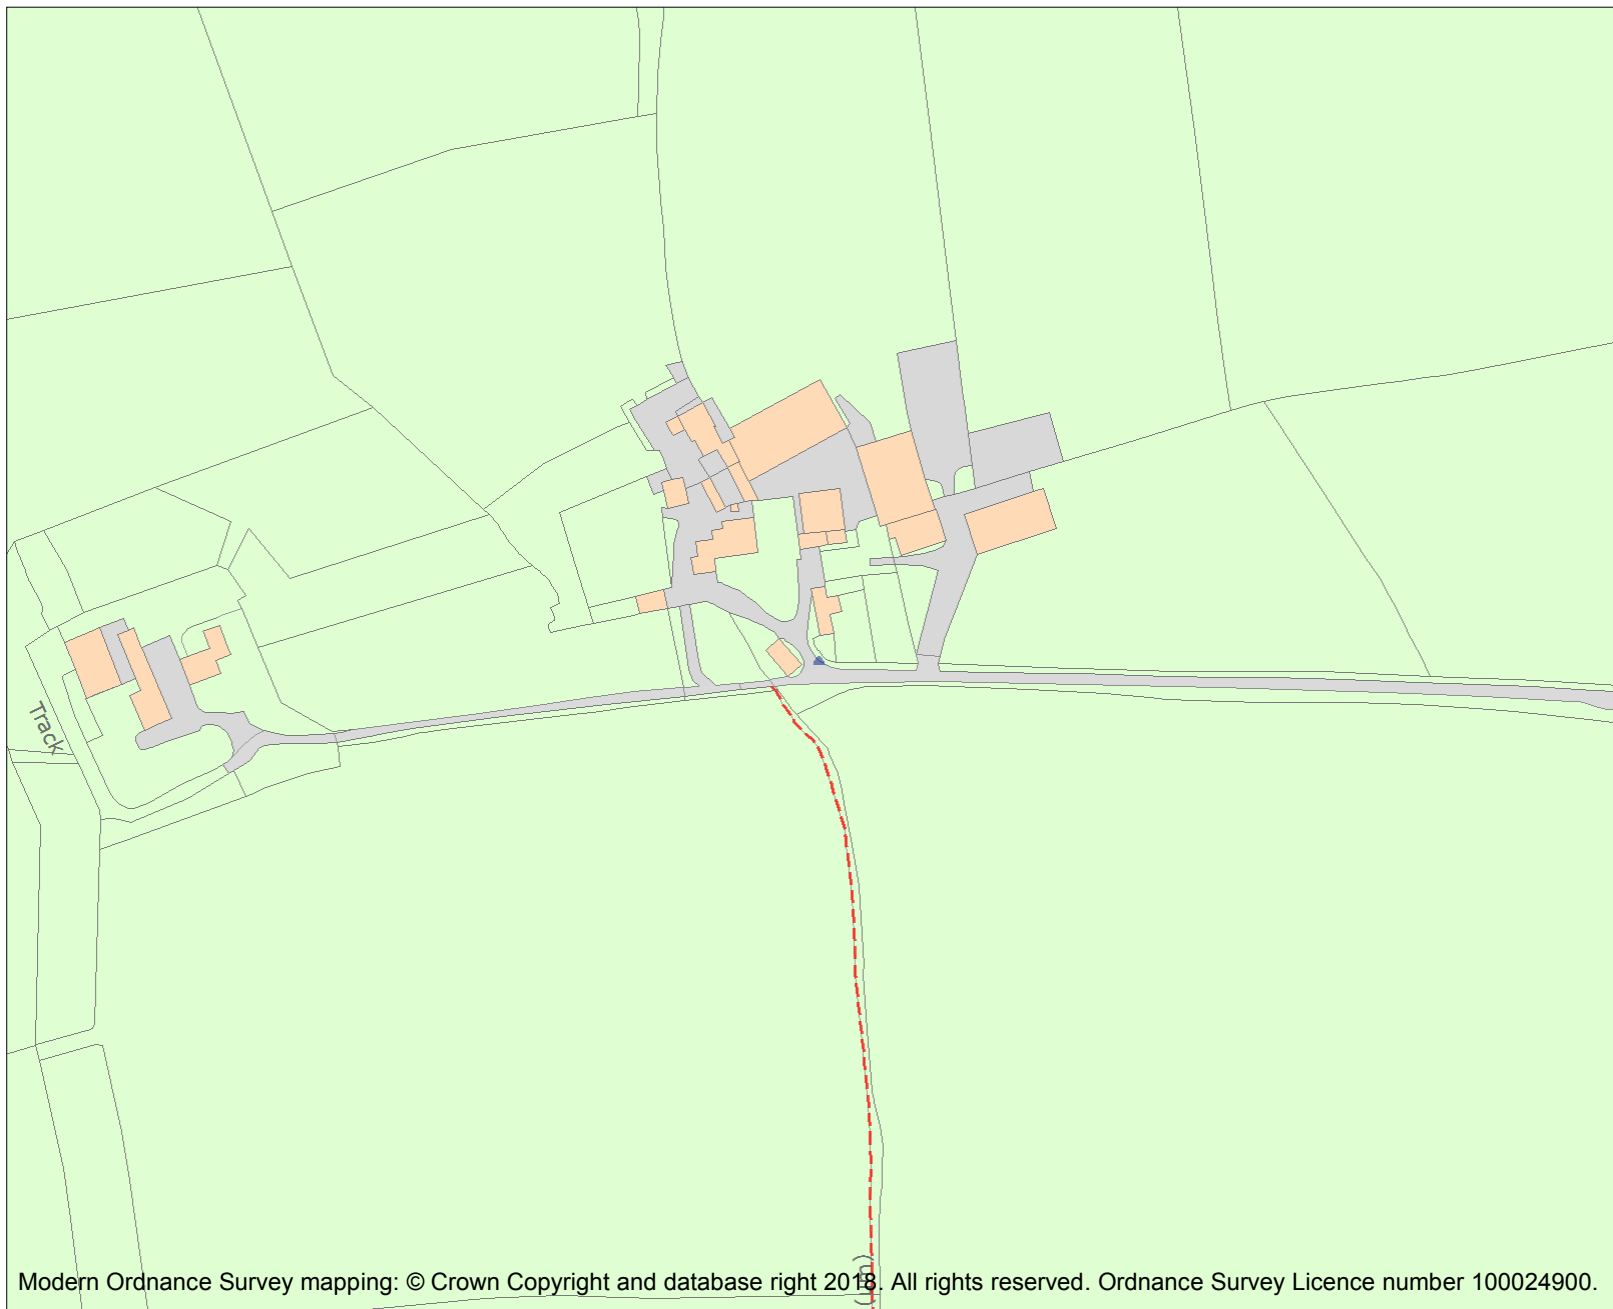 Track
(um)
Modern Ordnance Survey mapping: © Crown Copyright and database right 2018. All rights reserved. Ordnance Survey Licence number 100024900.